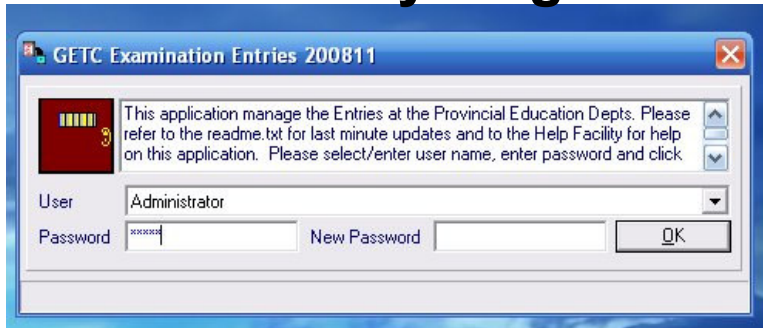 GETC Examination Entries 200811
This application manage the Entries at the Provincial Education Depts. Please
refer to the readme.txt for last minute updates and to the Help Facility for help
on this application. Please select/enter user name, enter password and click
User Administrator
Password xxxxx New Password OK